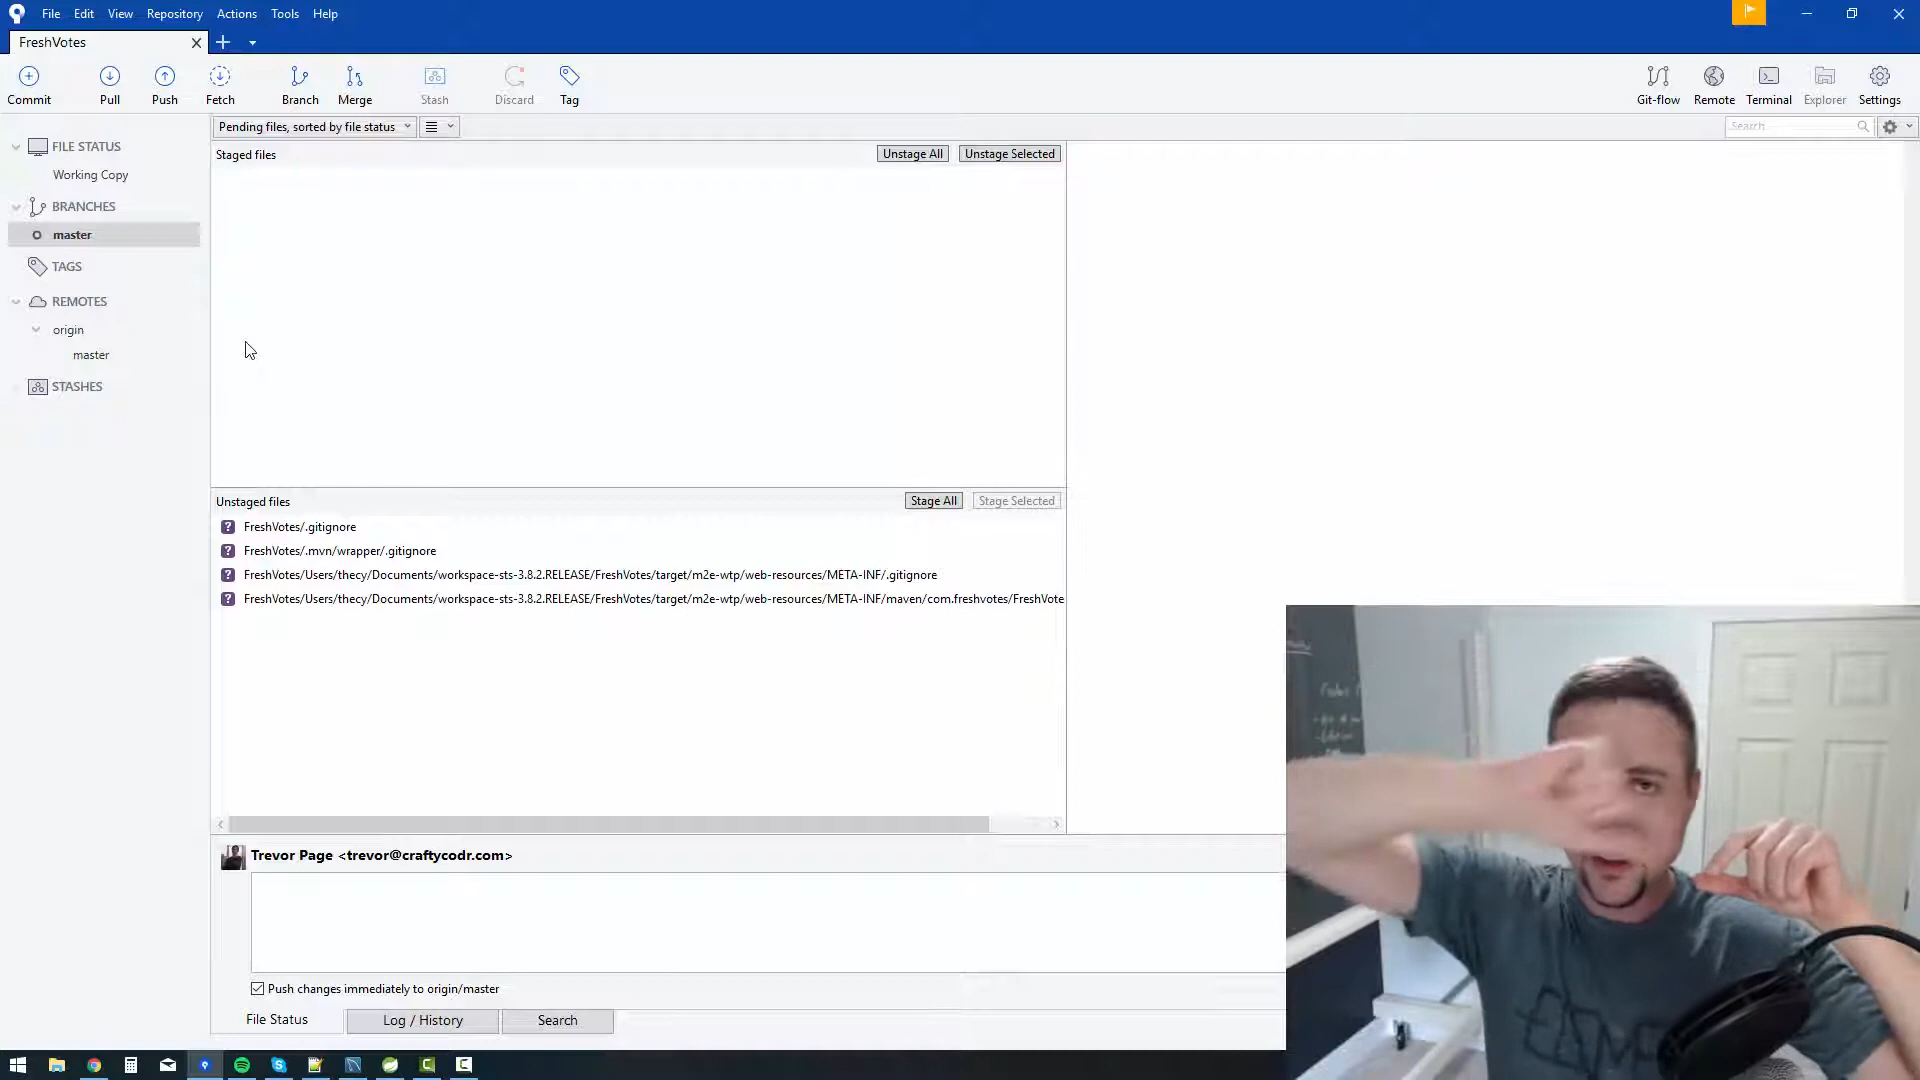 File Edit View Repository Actions Tools Help
FreshVotes
Commit Pull Push Fetch Branch Merge Stash Discard Tag Git-flow Remote Terminal Explorer Settings
Pending files, sorted by file status
Search
FILE STATUS
Working Copy
BRANCHES
master
TAGS
REMOTES
origin
master
STASHES
Staged files
Unstage All Unstage Selected
Unstaged files
Stage All Stage Selected
FreshVotes/.gitignore
FreshVotes/.mvn/wrapper/.gitignore
FreshVotes/Users/thecy/Documents/workspace-sts-3.8.2.RELEASE/FreshVotes/target/m2e-wtp/web-resources/META-INF/.gitignore
FreshVotes/Users/thecy/Documents/workspace-sts-3.8.2.RELEASE/FreshVotes/target/m2e-wtp/web-resources/META-INF/maven/com.freshvotes/FreshVote
Trevor Page <trevor@craftycodr.com>
Push changes immediately to origin/master
File Status Log / History Search